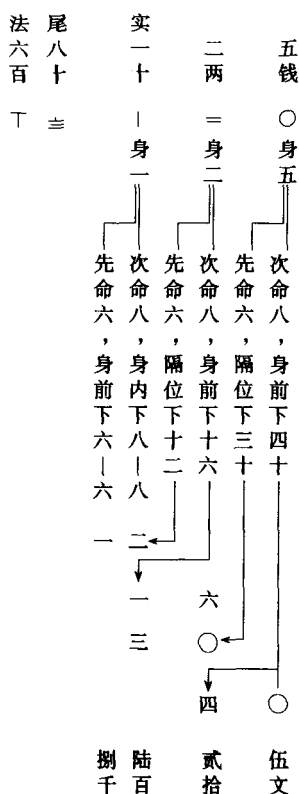 五钱 ○ 身五
次命八，身前下四十
○ 伍文
先命六，隔位下三十
二两 = 身二
次命八，身前下十六
六 ○ 四 贰拾
先命六，隔位下十二
实一十 | 身一
次命八，身内下八|八
二 一 三 陆百
先命六，身前下六|六
一 捌千
尾八十 𝍰
法六百 丅